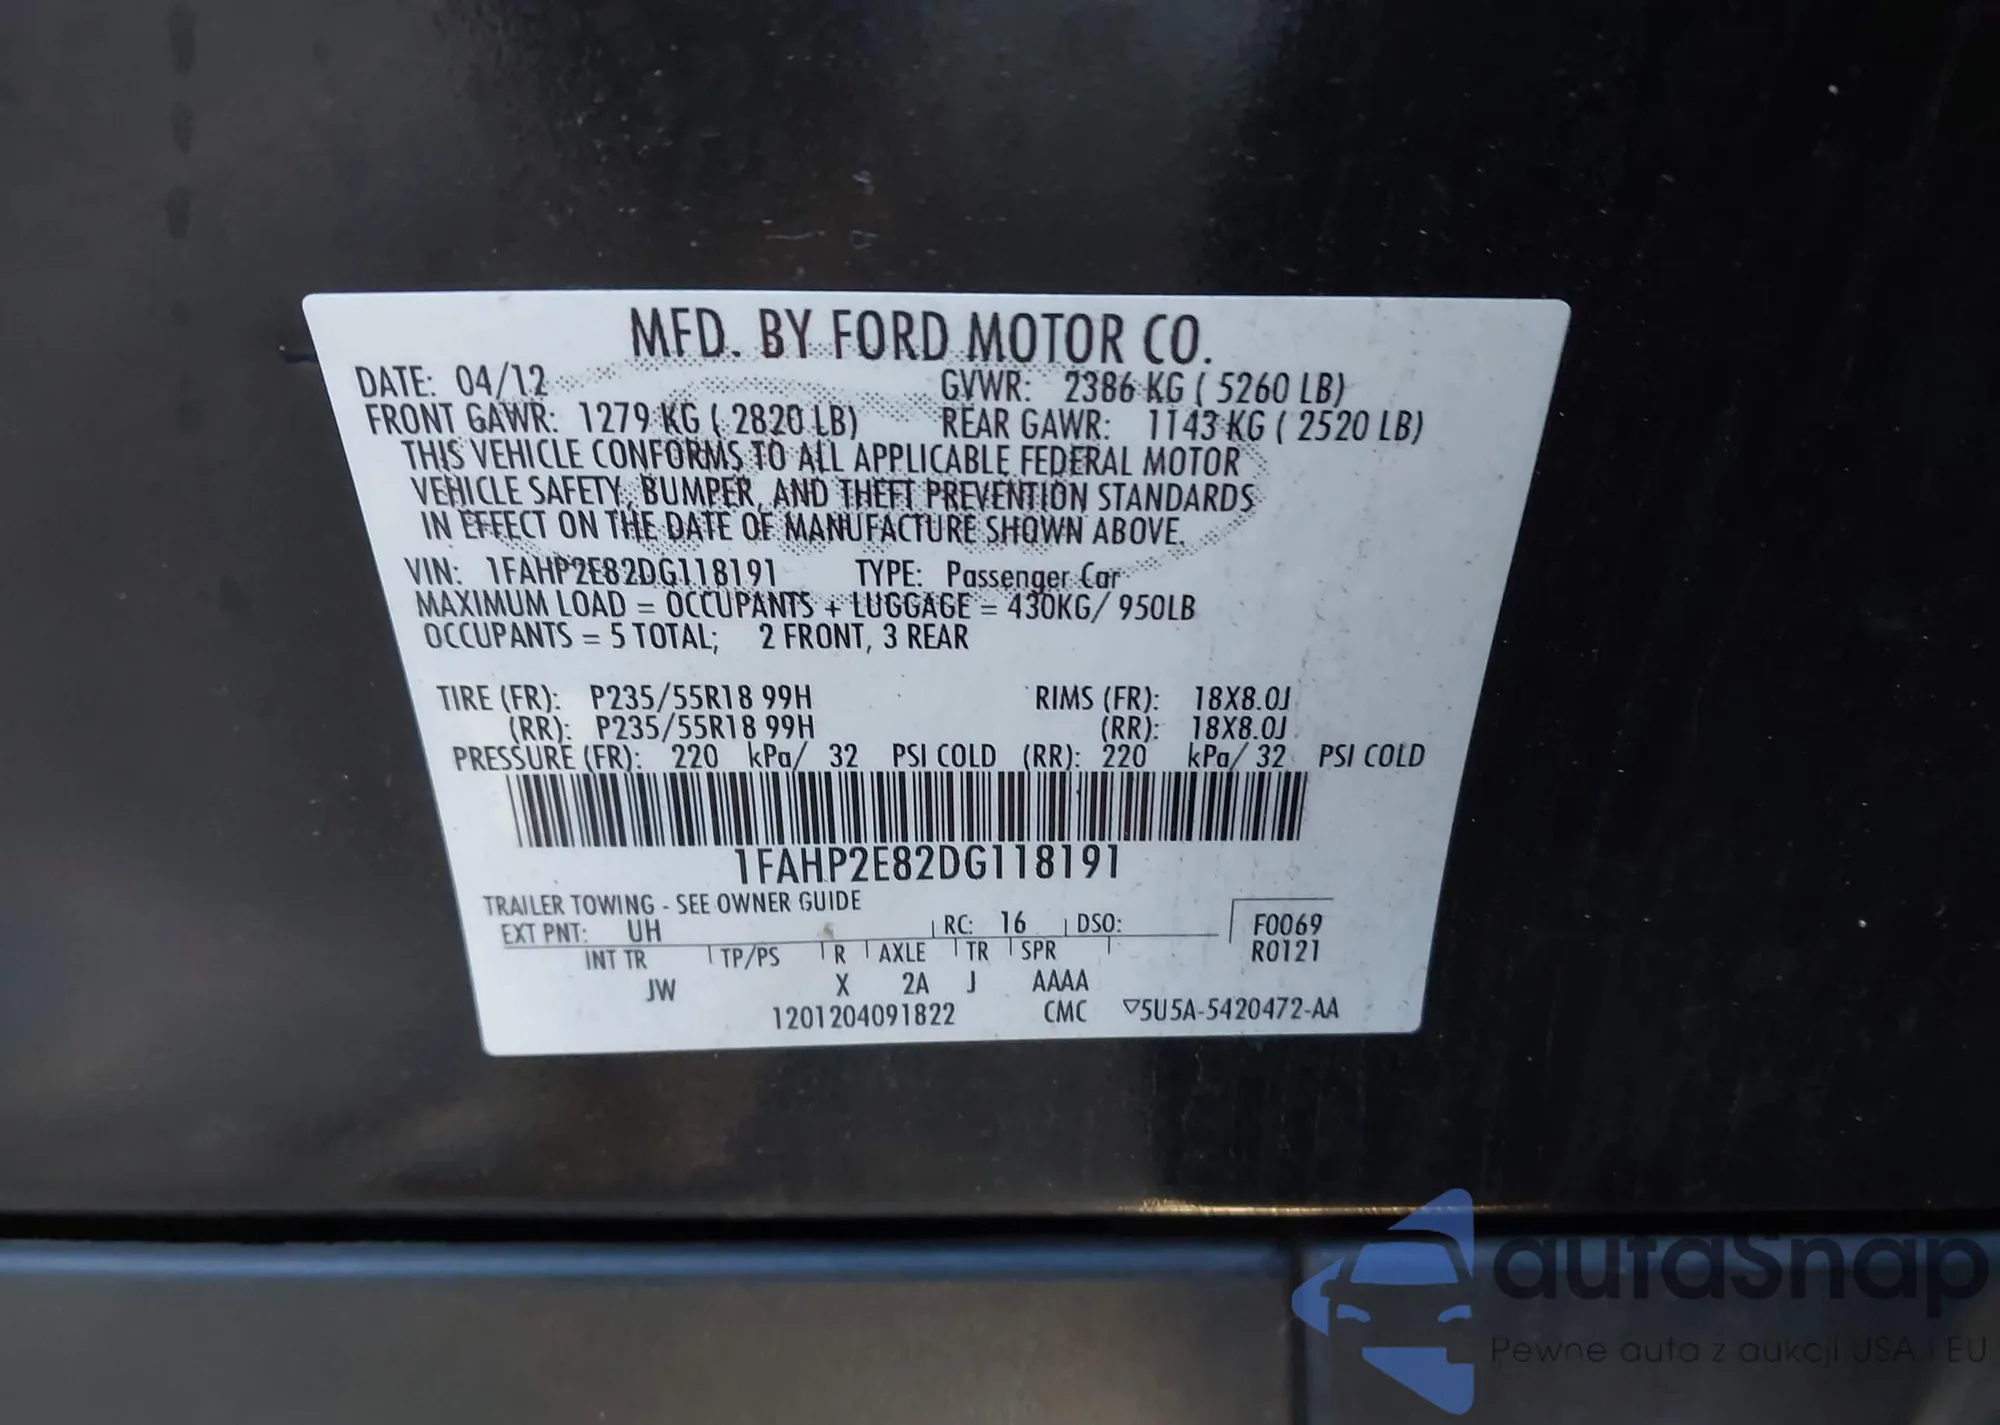 MFD. BY FORD MOTOR CO.
DATE: 04/12 GVWR: 2386 KG ( 5260 LB)
FRONT GAWR: 1279 KG ( 2820 LB) REAR GAWR: 1143 KG ( 2520 LB)
THIS VEHICLE CONFORMS TO ALL APPLICABLE FEDERAL MOTOR
VEHICLE SAFETY, BUMPER, AND THEFT PREVENTION STANDARDS
IN EFFECT ON THE DATE OF MANUFACTURE SHOWN ABOVE.
VIN: 1FAHP2E82DG118191 TYPE: Passenger Car
MAXIMUM LOAD = OCCUPANTS + LUGGAGE = 430KG/ 950LB
OCCUPANTS = 5 TOTAL; 2 FRONT, 3 REAR
TIRE (FR): P235/55R18 99H RIMS (FR): 18X8.0J
(RR): P235/55R18 99H (RR): 18X8.0J
PRESSURE (FR): 220 kPa/ 32 PSI COLD (RR): 220 kPa/ 32 PSI COLD
1FAHP2E82DG118191
TRAILER TOWING - SEE OWNER GUIDE
EXT PNT: UH RC: 16 DSO: F0069
INT TR TP/PS R AXLE TR SPR R0121
JW X 2A J AAAA
1201204091822 CMC ▽5U5A-5420472-AA
autaSnap
Pewne auta z aukcji USA i EU